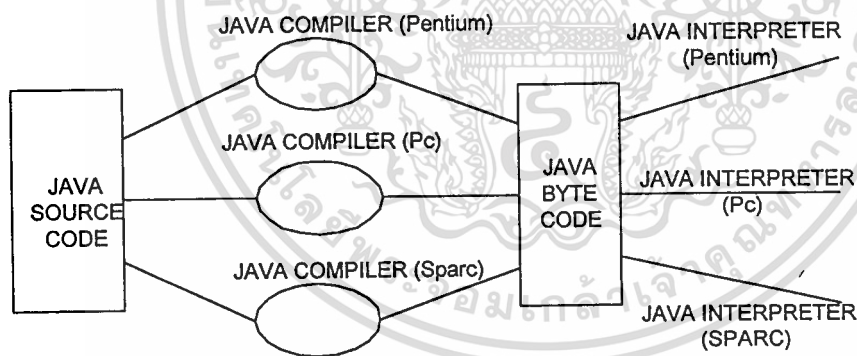 JAVA COMPILER (Pentium)
JAVA INTERPRETER
(Pentium)
JAVA
SOURCE
CODE
JAVA COMPILER (Pc)
JAVA
BYTE
CODE
JAVA INTERPRETER
(Pc)
JAVA COMPILER (Sparc)
JAVA INTERPRETER
(SPARC)